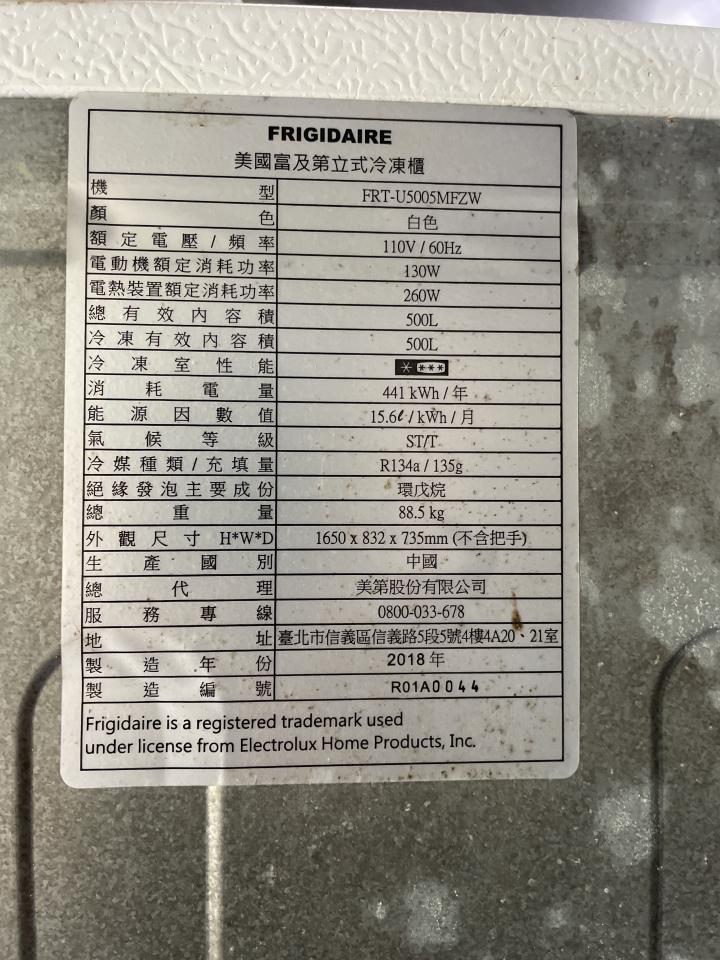 FRIGIDAIRE
美國富及第立式冷凍櫃
機型 FRT-U5005MFZW
顏色 白色
額定電壓/頻率 110V / 60Hz
電動機額定消耗功率 130W
電熱裝置額定消耗功率 260W
總有效內容積 500L
冷凍有效內容積 500L
冷凍室性能 * ***
消耗電量 441 kWh / 年
能源因數值 15.6ℓ / kWh / 月
氣候等級 ST/T
冷媒種類/充填量 R134a / 135g
絕緣發泡主要成份 環戊烷
總重量 88.5 kg
外觀尺寸 H*W*D 1650 x 832 x 735mm (不含把手)
生產國別 中國
總代理 美第股份有限公司
服務專線 0800-033-678
地址 臺北市信義區信義路5段5號4樓4A20、21室
製造年份 2018 年
製造編號 R01A0044
Frigidaire is a registered trademark used
under license from Electrolux Home Products, Inc.